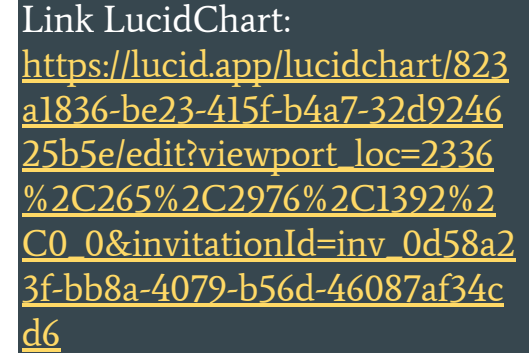 Link LucidChart:
https://lucid.app/lucidchart/823
a1836-be23-415f-b4a7-32d9246
25b5e/edit?viewport_loc=2336
%2C265%2C2976%2C1392%2
C0_0&invitationId=inv_0d58a2
3f-bb8a-4079-b56d-46087af34c
d6